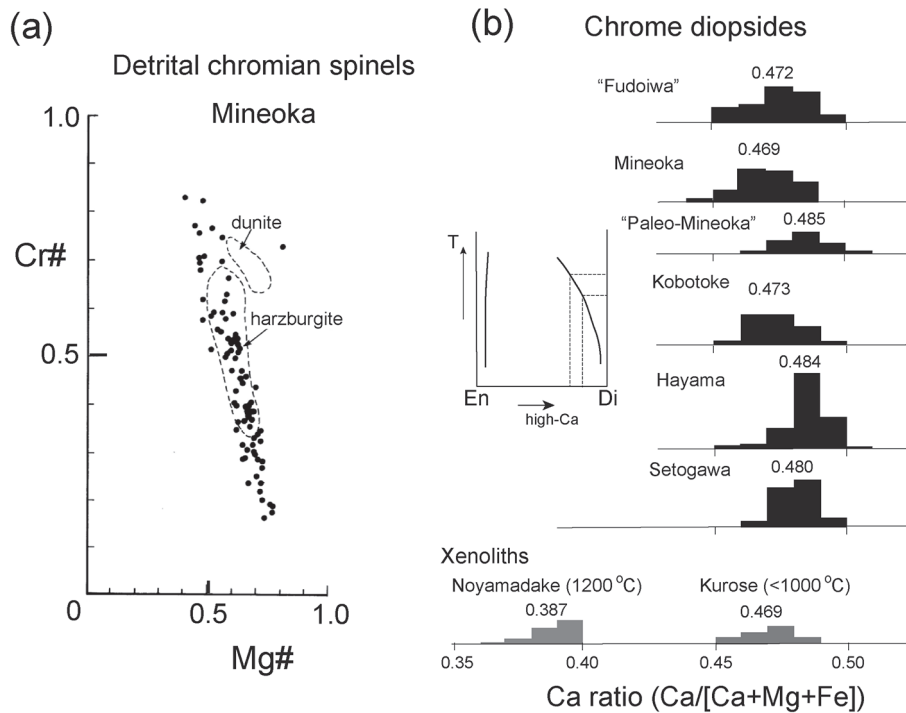 (a)
Detrital chromian spinels
Mineoka
1.0
Cr#
dunite
harzburgite
0.5
0
0.5
1.0
Mg#
(b)
Chrome diopsides
0.472
“Fudoiwa”
0.469
Mineoka
“Paleo-Mineoka”
0.485
T
Kobotoke
0.473
0.484
Hayama
En
Di
high-Ca
0.480
Setogawa
Xenoliths
Noyamadake (1200 °C)
Kurose (<1000 °C)
0.387
0.469
0.35
0.40
0.45
0.50
Ca ratio (Ca/[Ca+Mg+Fe])